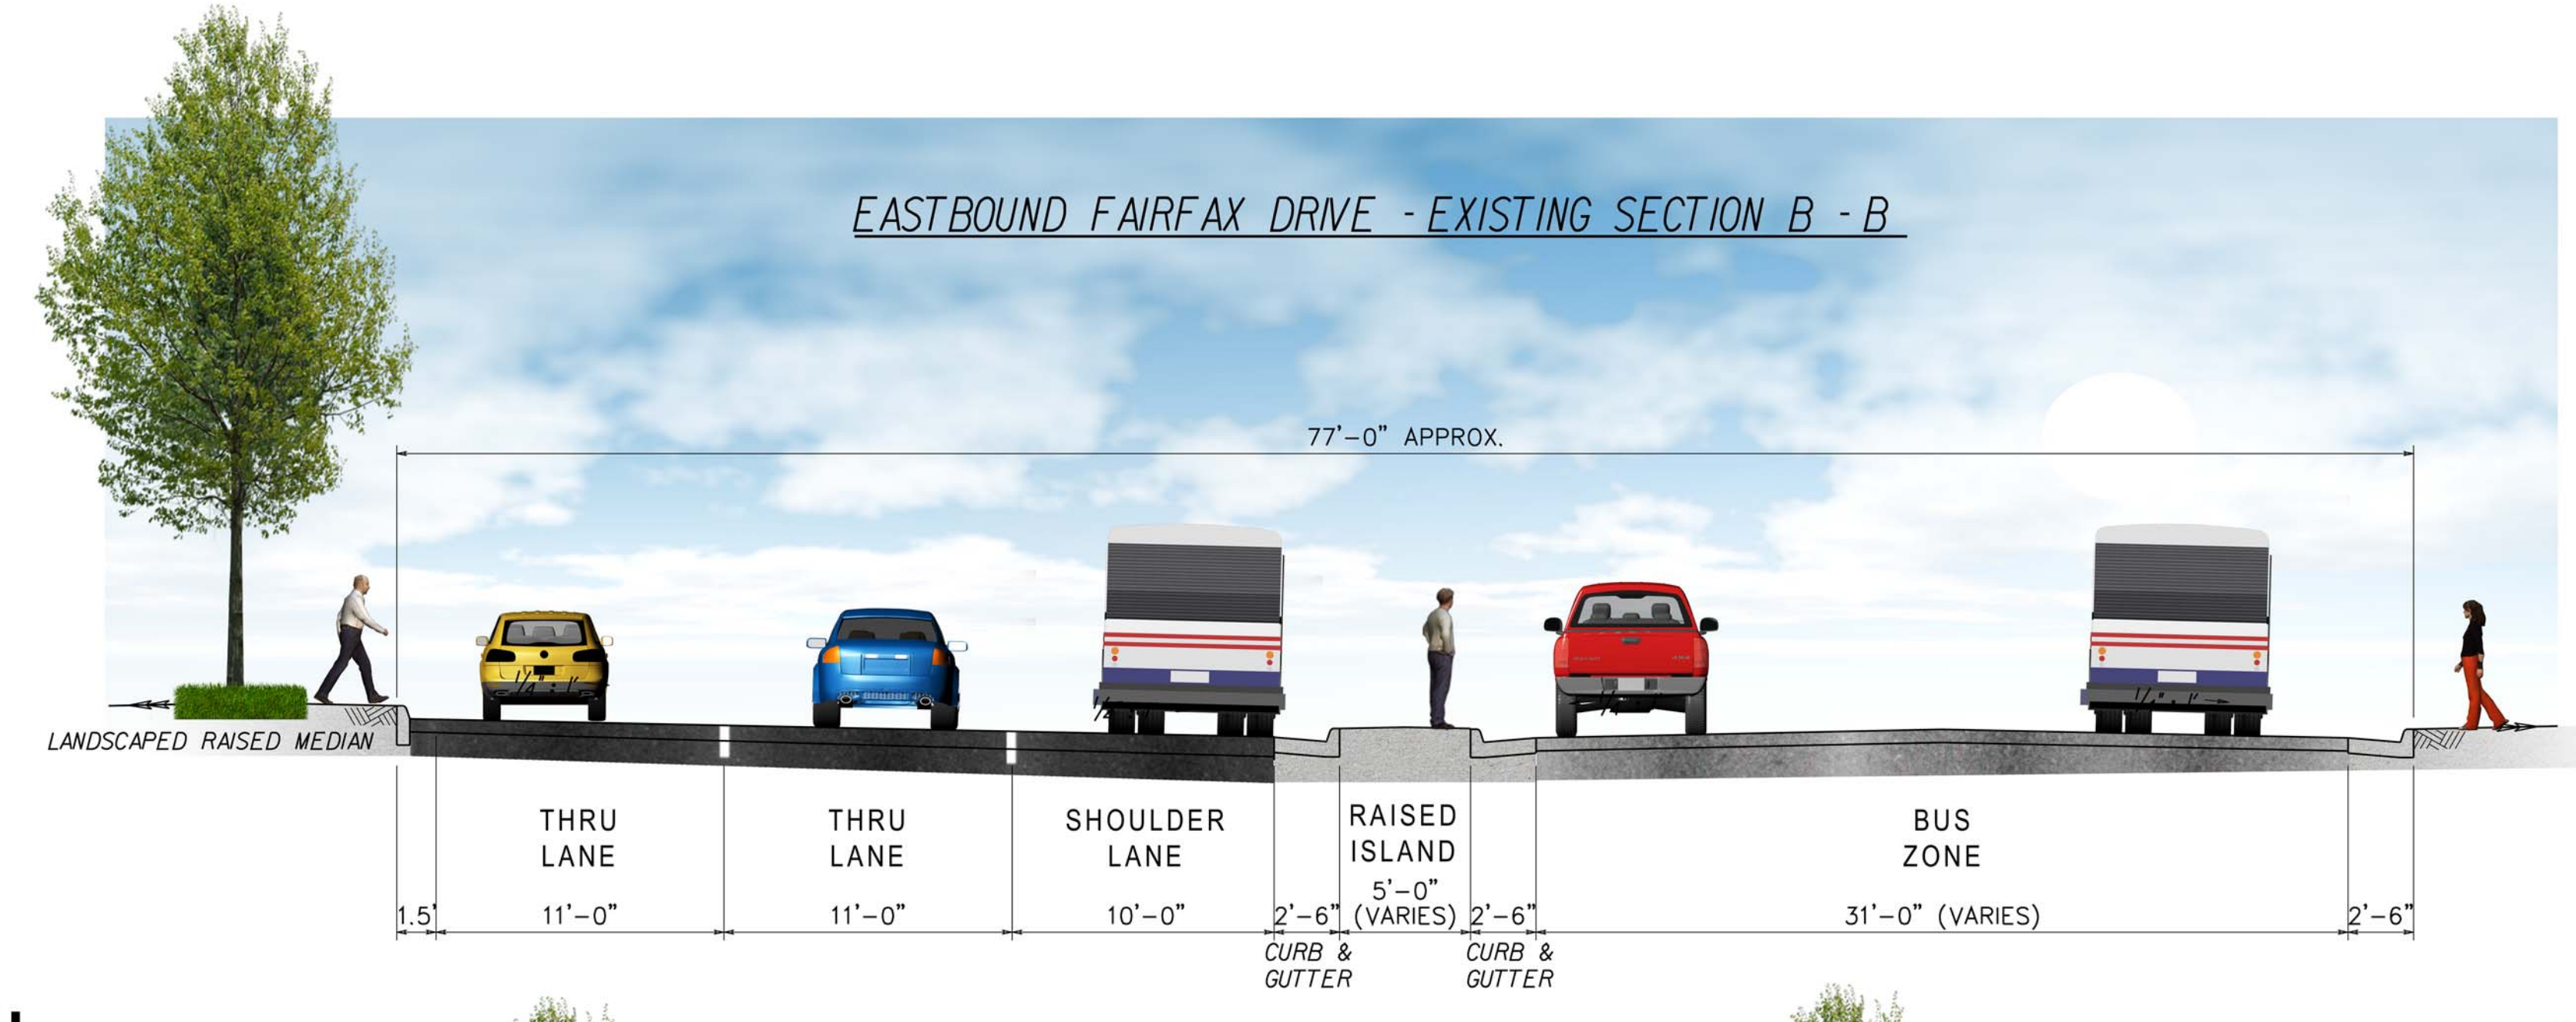 EASTBOUND FAIRFAX DRIVE - EXISTING SECTION B - B
77'-0" APPROX.
LANDSCAPED RAISED MEDIAN
THRU
LANE
11'-0"
THRU
LANE
11'-0"
SHOULDER
LANE
10'-0"
RAISED
ISLAND
5'-0"
(VARIES)
BUS
ZONE
31'-0" (VARIES)
1.5'
2'-6"
2'-6"
2'-6"
CURB &
GUTTER
CURB &
GUTTER